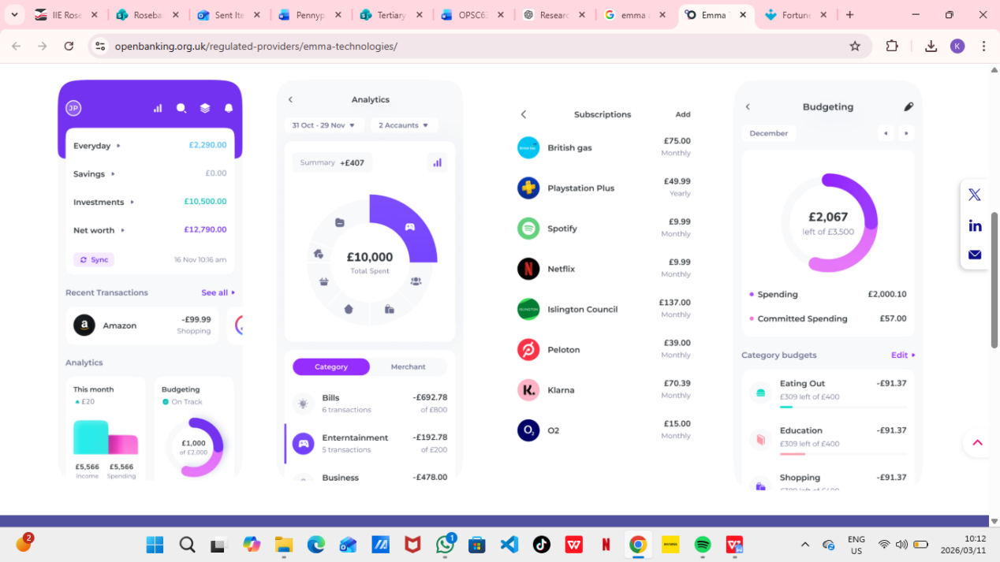 IIE Rose
Roseba
Sent Ite
Pennyp
Tertiary
OPSC63
Researc
emma a
Emma T
Fortune
openbanking.org.uk/regulated-providers/emma-technologies/
K
JP
Everyday £2,290.00
Savings £0.00
Investments £10,500.00
Net worth £12,790.00
Sync 16 Nov 10:16 am
Recent Transactions See all
Amazon -£99.99
Shopping
Analytics
This month
£20
£5,566 £5,566
Income Spending
Budgeting
On Track
£1,000
of £2,000
Analytics
31 Oct - 29 Nov 2 Accaunts
Summary +£407
£10,000
Total Spent
Category Merchant
Bills -£692.78
6 transactions of £800
Enterntainment -£192.78
5 transactions of £200
Business -£478.00
Subscriptions Add
British gas £75.00
Monthly
Playstation Plus £49.99
Yearly
Spotify £9.99
Monthly
Netflix £9.99
Monthly
Islington Council £137.00
Monthly
Peloton £39.00
Monthly
K. Klarna £70.39
Monthly
O2 O2 £15.00
Monthly
Budgeting
December
£2,067
left of £3,500
Spending £2,000.10
Committed Spending £57.00
Category budgets Edit
Eating Out -£91.37
£309 left of £400
Education -£91.37
£309 left of £400
Shopping -£91.37
£309 left of £400
2
1
ENG
US
10:12
2026/03/11